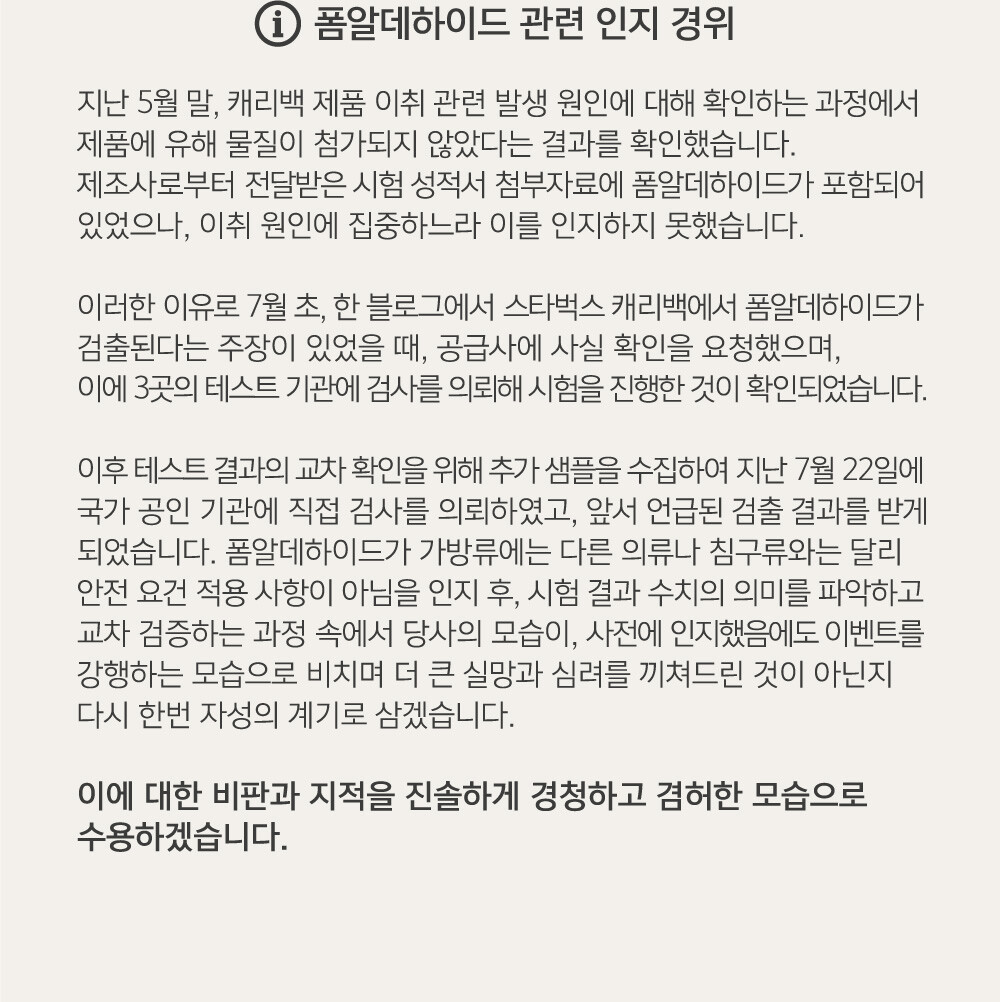 폼알데하이드 관련 인지 경위
지난 5월 말, 캐리백 제품 이취 관련 발생 원인에 대해 확인하는 과정에서
제품에 유해 물질이 첨가되지 않았다는 결과를 확인했습니다.
제조사로부터 전달받은 시험 성적서 첨부자료에 폼알데하이드가 포함되어
있었으나, 이취 원인에 집중하느라 이를 인지하지 못했습니다.
이러한 이유로 7월 초, 한 블로그에서 스타벅스 캐리백에서 폼알데하이드가
검출된다는 주장이 있었을 때, 공급사에 사실 확인을 요청했으며,
이에 3곳의 테스트 기관에 검사를 의뢰해 시험을 진행한 것이 확인되었습니다.
이후 테스트 결과의 교차 확인을 위해 추가 샘플을 수집하여 지난 7월 22일에
국가 공인 기관에 직접 검사를 의뢰하였고, 앞서 언급된 검출 결과를 받게
되었습니다. 폼알데하이드가 가방류에는 다른 의류나 침구류와는 달리
안전 요건 적용 사항이 아님을 인지 후, 시험 결과 수치의 의미를 파악하고
교차 검증하는 과정 속에서 당사의 모습이, 사전에 인지했음에도 이벤트를
강행하는 모습으로 비치며 더 큰 실망과 심려를 끼쳐드린 것이 아닌지
다시 한번 자성의 계기로 삼겠습니다.
이에 대한 비판과 지적을 진솔하게 경청하고 겸허한 모습으로
수용하겠습니다.